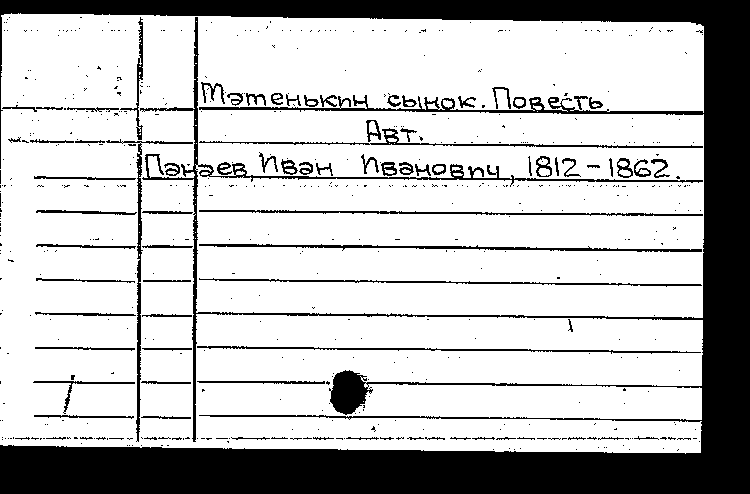 Маменькин сынок. Повесть.
Авт.
Панаев, Иван Иванович, 1812-1862.